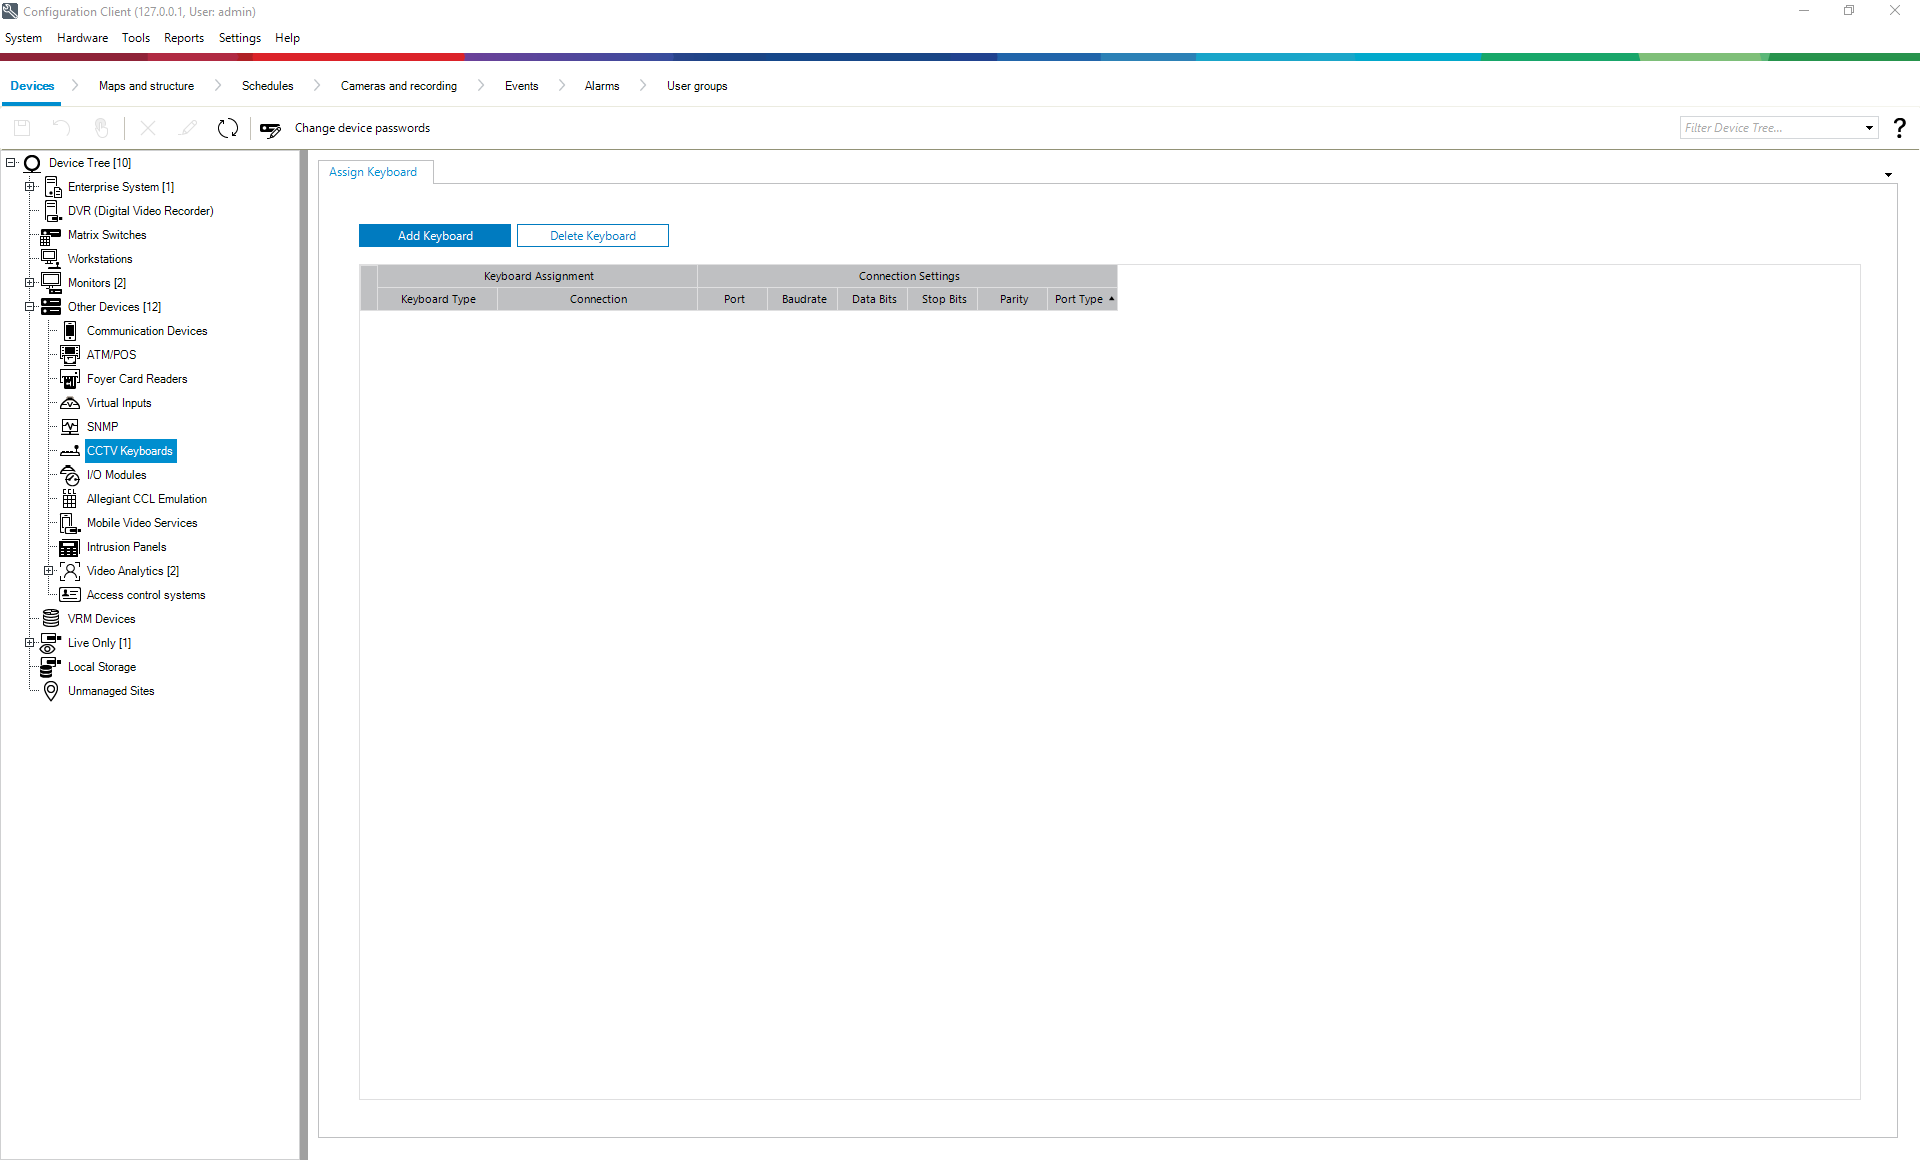 Configuration Client (127.0.0.1, User: admin)
System Hardware Tools Reports Settings Help
Devices Maps and structure Schedules Cameras and recording Events Alarms User groups
Change device passwords Filter Device Tree... ?
Device Tree [10]
Enterprise System [1]
DVR (Digital Video Recorder)
Matrix Switches
Workstations
Monitors [2]
Other Devices [12]
Communication Devices
ATM/POS
Foyer Card Readers
Virtual Inputs
SNMP
CCTV Keyboards
I/O Modules
CCL
Allegiant CCL Emulation
Mobile Video Services
Intrusion Panels
Video Analytics [2]
Access control systems
VRM Devices
Live Only [1]
Local Storage
Unmanaged Sites
Assign Keyboard
Add Keyboard Delete Keyboard
Keyboard Assignment Connection Settings
Keyboard Type Connection Port Baudrate Data Bits Stop Bits Parity Port Type